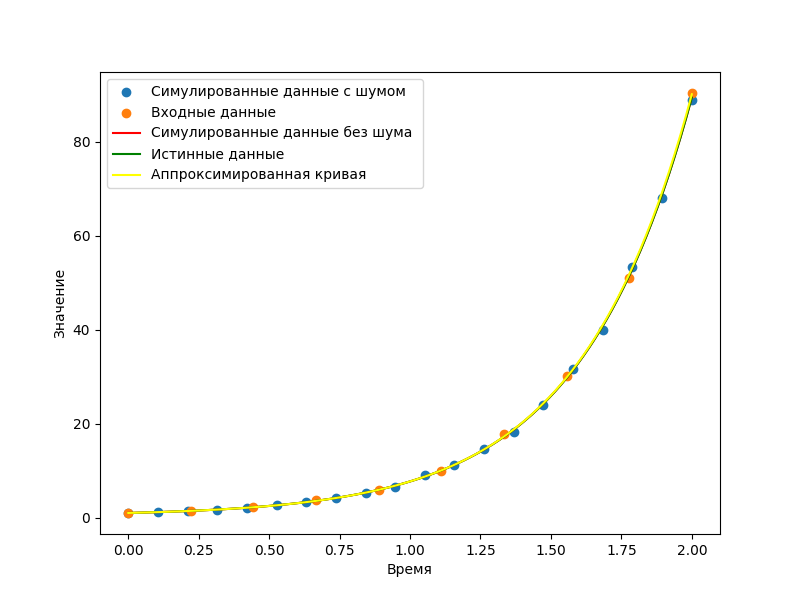 Симулированные данные с шумом
Входные данные
Симулированные данные без шума
Истинные данные
Аппроксимированная кривая
Значение
80
60
40
20
0
0.00 0.25 0.50 0.75 1.00 1.25 1.50 1.75 2.00
Время